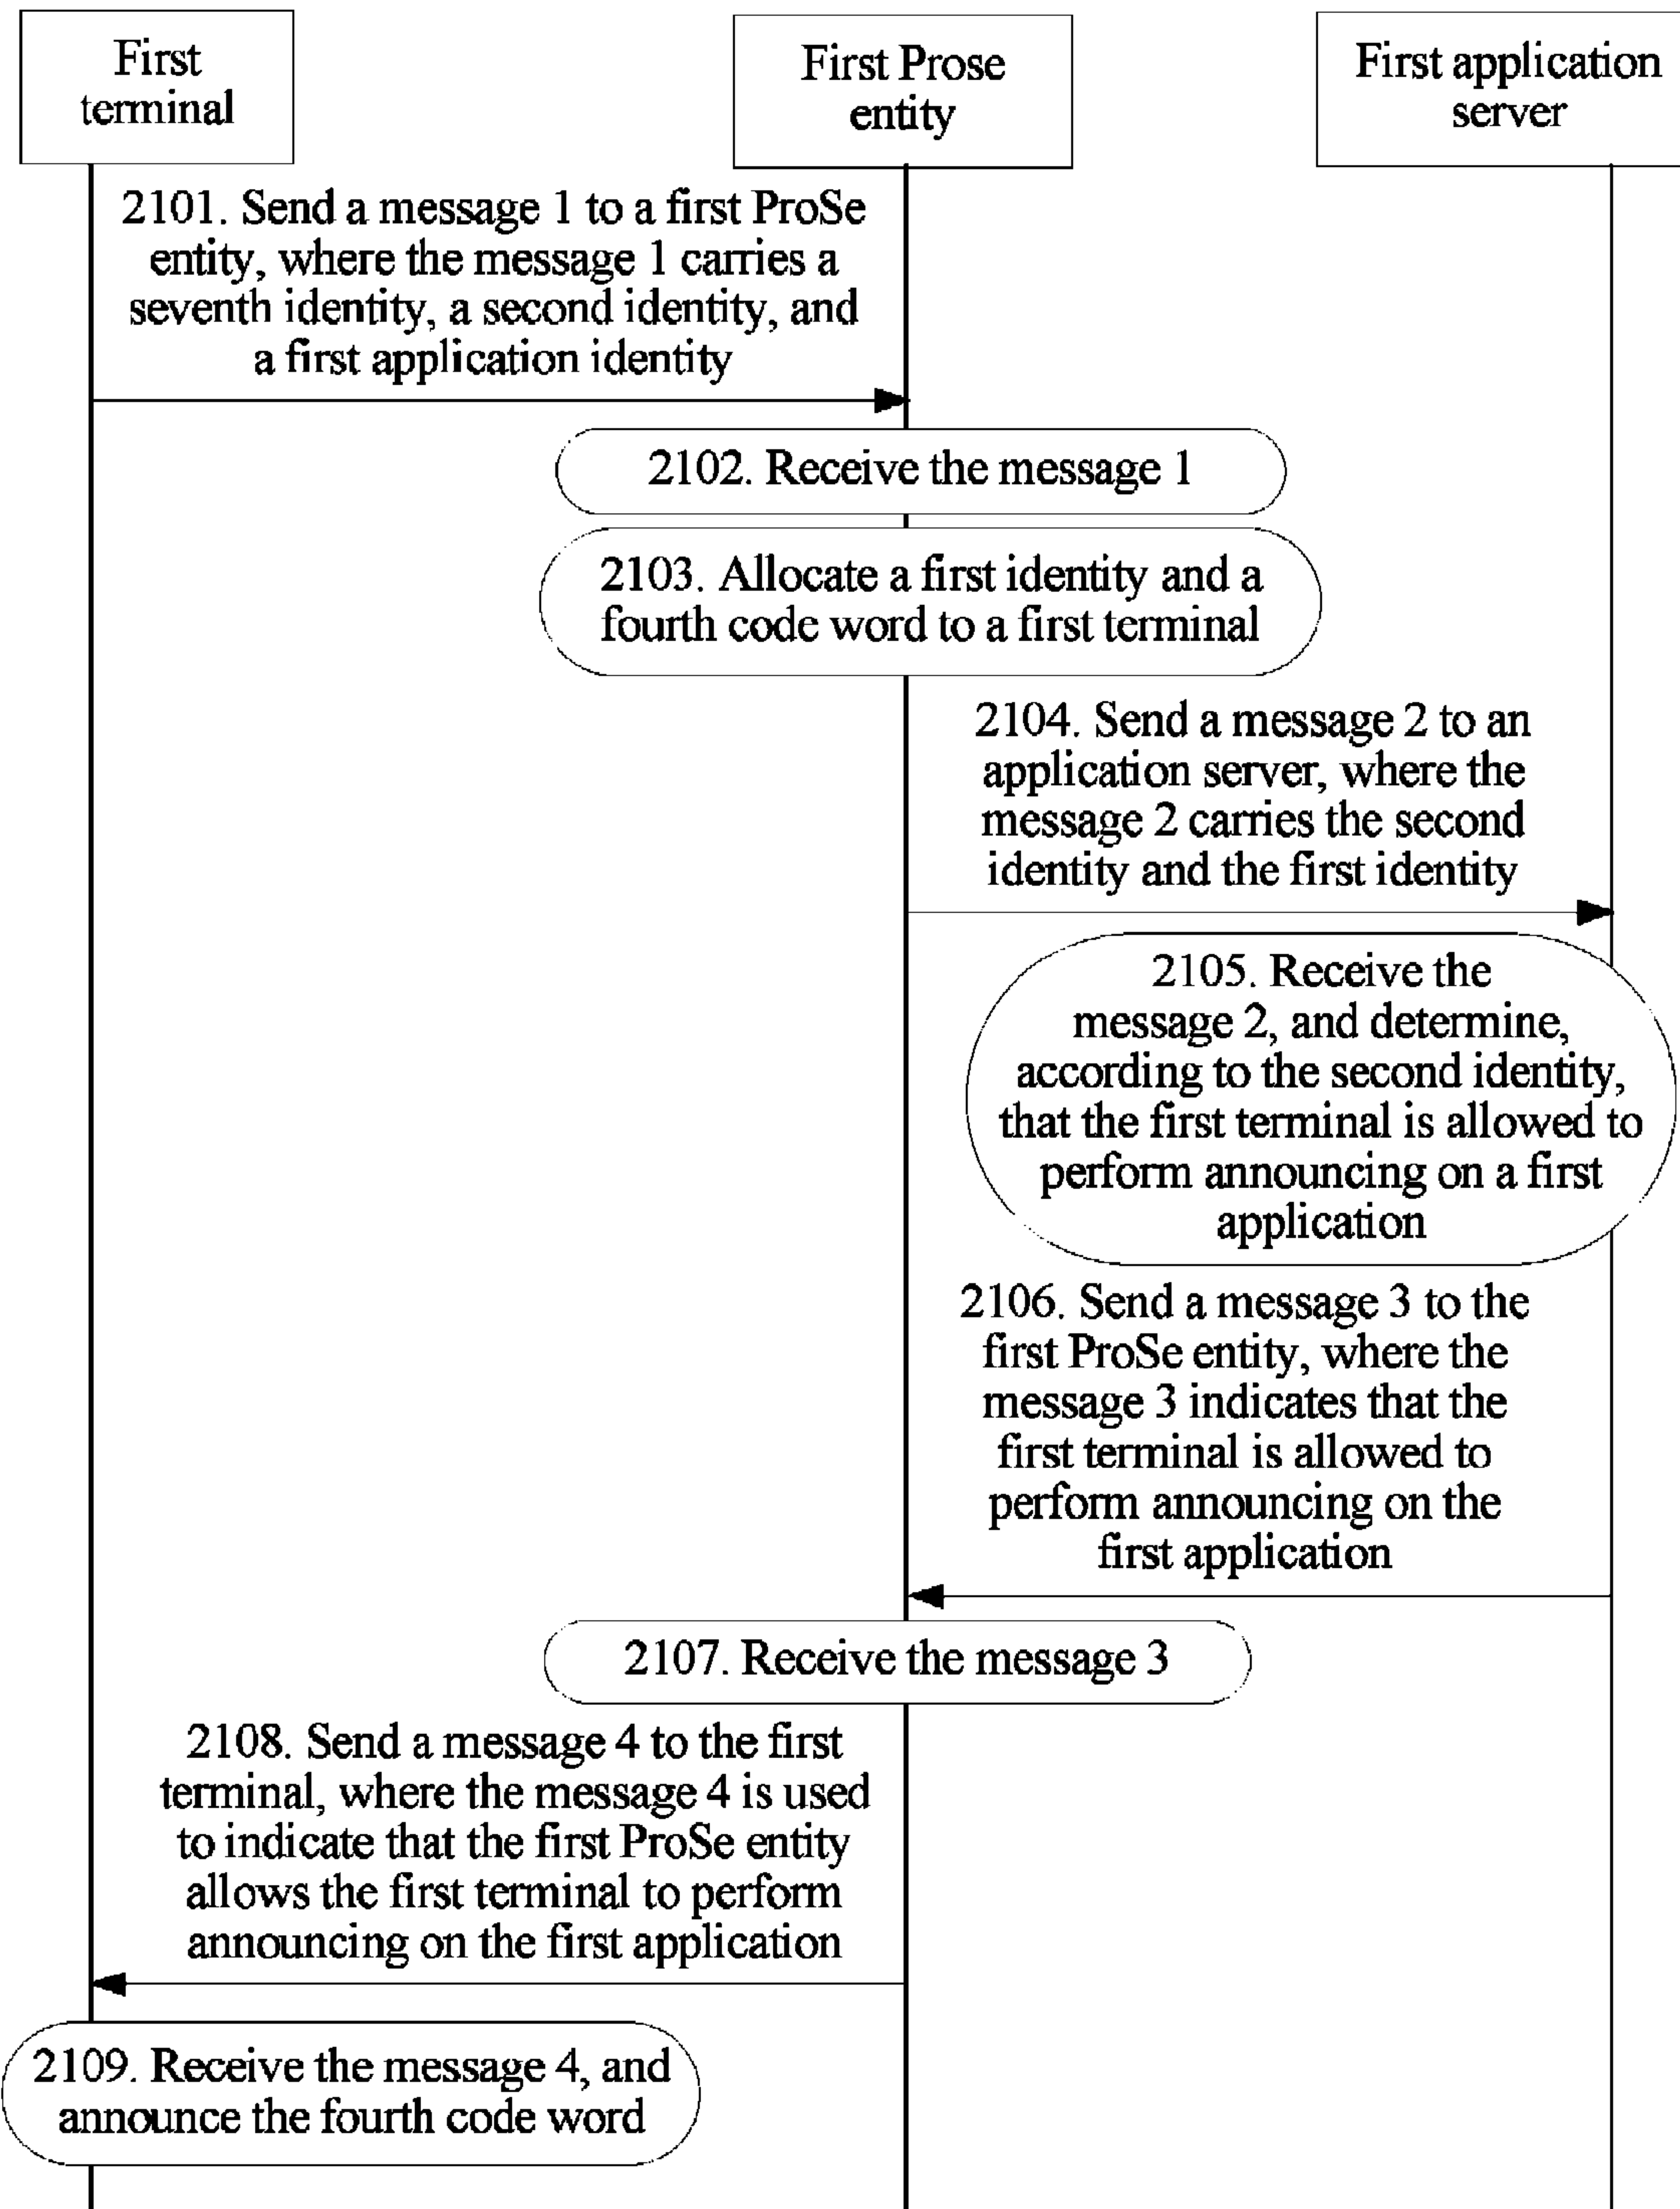 First
terminal
First Prose
entity
First application
server
2101. Send a message 1 to a first ProSe
entity, where the message 1 carries a
seventh identity, a second identity, and
a first application identity
2102. Receive the message 1
2103. Allocate a first identity and a
fourth code word to a first terminal
2104. Send a message 2 to an
application server, where the
message 2 carries the second
identity and the first identity
2105. Receive the
message 2, and determine,
according to the second identity,
that the first terminal is allowed to
perform announcing on a first
application
2106. Send a message 3 to the
first ProSe entity, where the
message 3 indicates that the
first terminal is allowed to
perform announcing on the
first application
2107. Receive the message 3
2108. Send a message 4 to the first
terminal, where the message 4 is used
to indicate that the first ProSe entity
allows the first terminal to perform
announcing on the first application
2109. Receive the message 4, and
announce the fourth code word